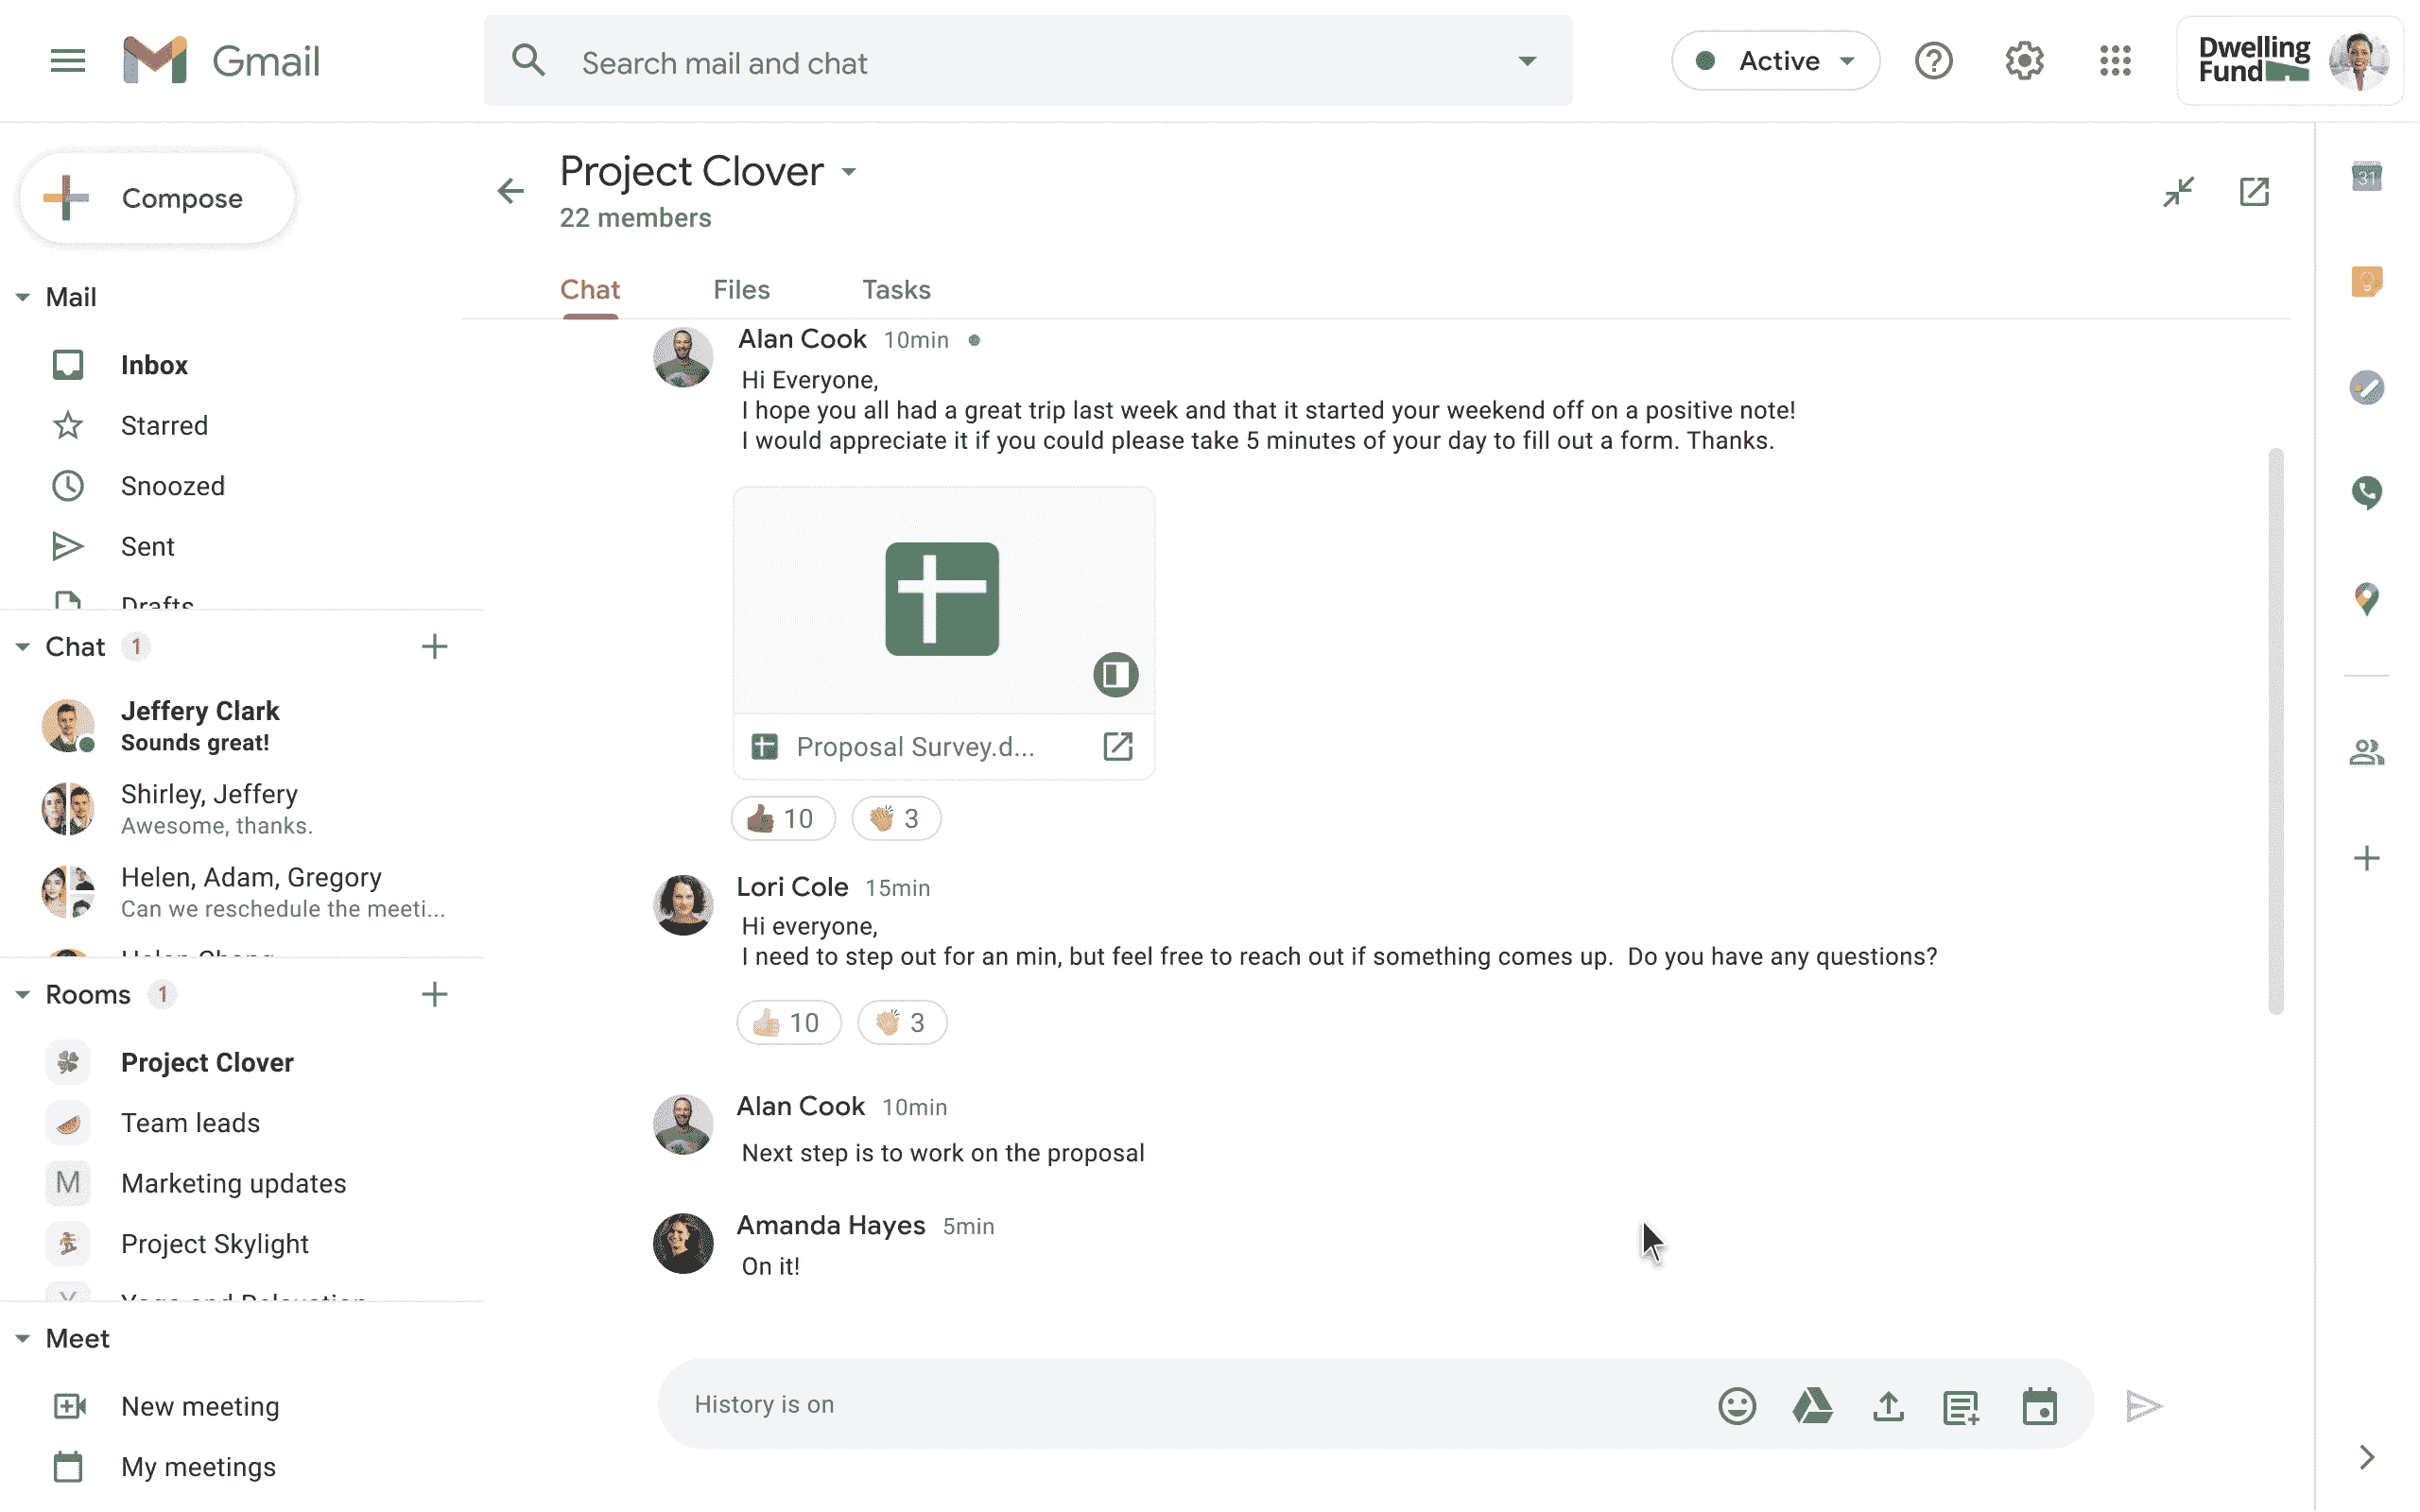 Gmail
Search mail and chat
Active
Dwelling
Fund
Compose
Mail
Inbox
Starred
Snoozed
Sent
Drafts
Chat 1
Jeffery Clark
Sounds great!
Shirley, Jeffery
Awesome, thanks.
Helen, Adam, Gregory
Can we reschedule the meeti...
Rooms 1
Project Clover
Team leads
M Marketing updates
Project Skylight
Meet
New meeting
My meetings
Project Clover
22 members
Chat Files Tasks
Alan Cook 10min
Hi Everyone,
I hope you all had a great trip last week and that it started your weekend off on a positive note!
I would appreciate it if you could please take 5 minutes of your day to fill out a form. Thanks.
Proposal Survey.d...
10 3
Lori Cole 15min
Hi everyone,
I need to step out for an min, but feel free to reach out if something comes up. Do you have any questions?
10 3
Alan Cook 10min
Next step is to work on the proposal
Amanda Hayes 5min
On it!
History is on
31